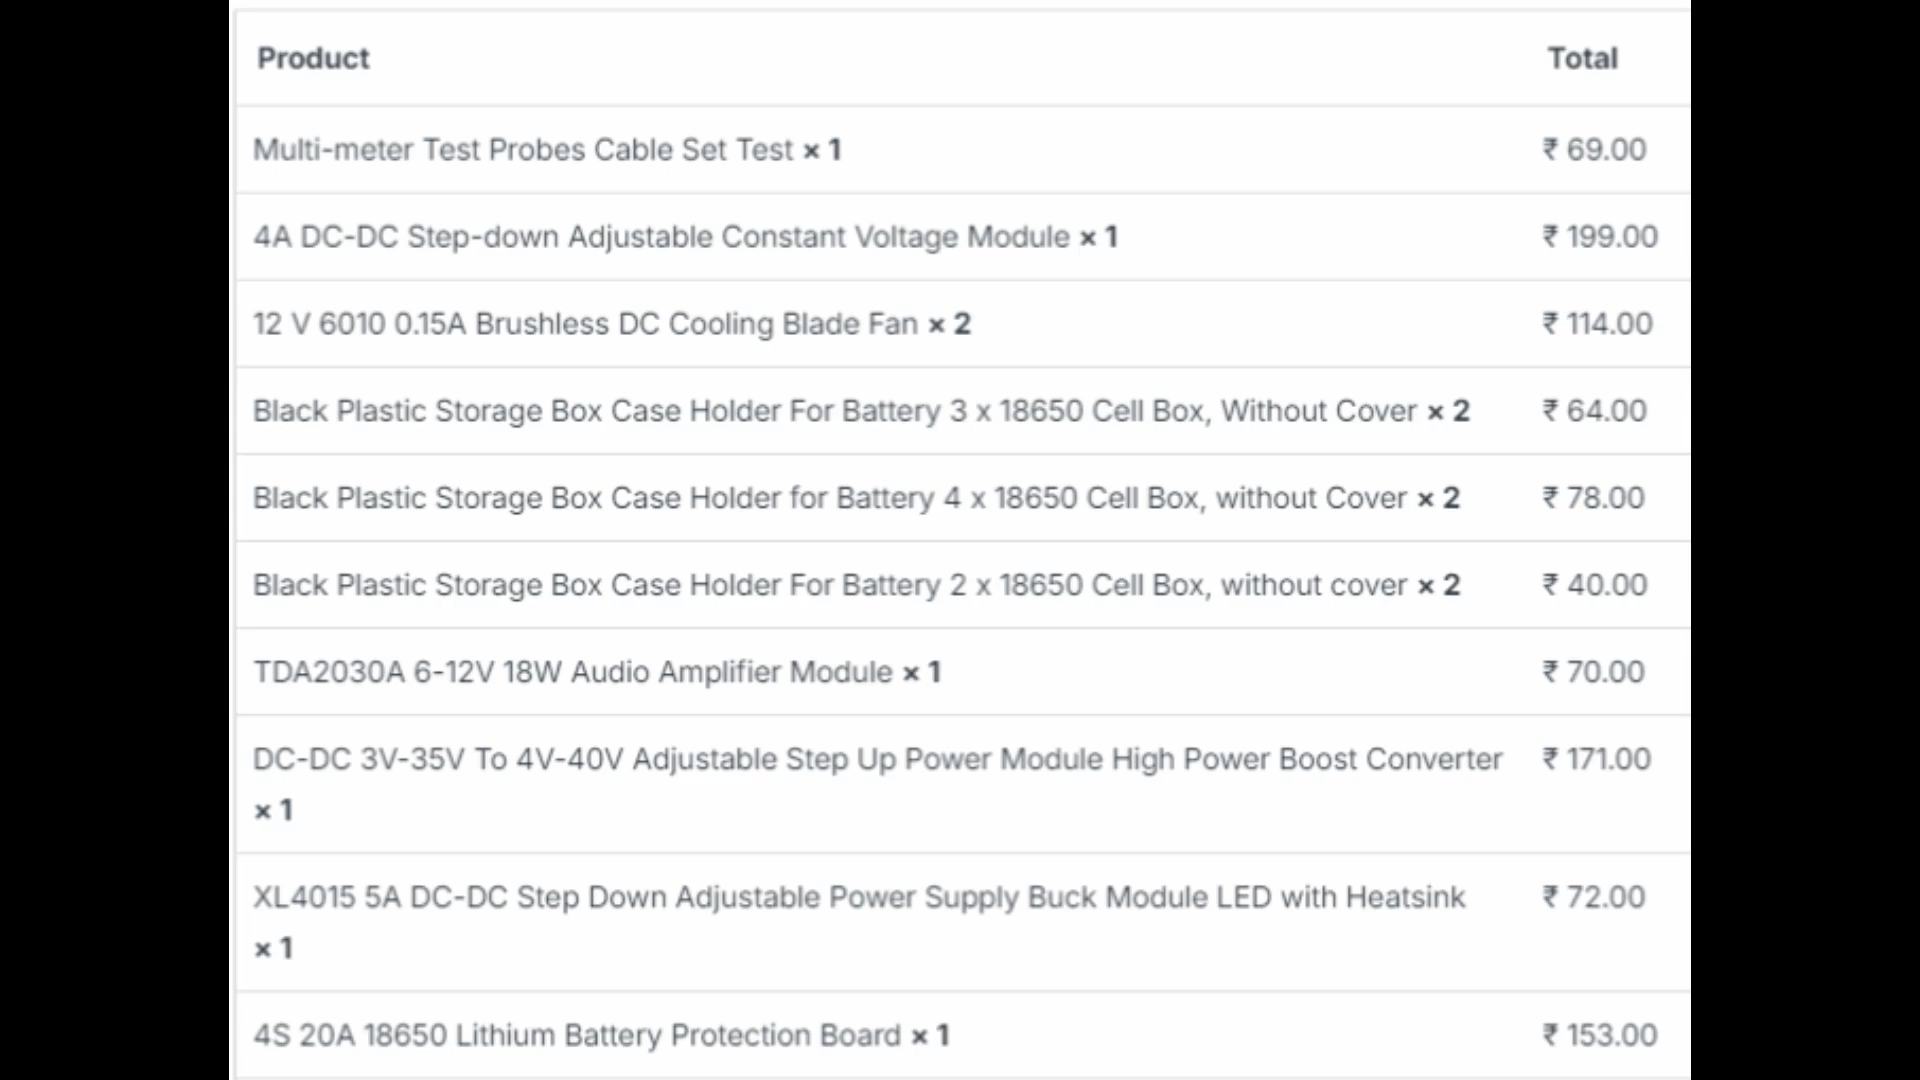 Product Total
Multi-meter Test Probes Cable Set Test × 1 ₹ 69.00
4A DC-DC Step-down Adjustable Constant Voltage Module × 1 ₹ 199.00
12 V 6010 0.15A Brushless DC Cooling Blade Fan × 2 ₹ 114.00
Black Plastic Storage Box Case Holder For Battery 3 x 18650 Cell Box, Without Cover × 2 ₹ 64.00
Black Plastic Storage Box Case Holder for Battery 4 x 18650 Cell Box, without Cover × 2 ₹ 78.00
Black Plastic Storage Box Case Holder For Battery 2 x 18650 Cell Box, without cover × 2 ₹ 40.00
TDA2030A 6-12V 18W Audio Amplifier Module × 1 ₹ 70.00
DC-DC 3V-35V To 4V-40V Adjustable Step Up Power Module High Power Boost Converter ₹ 171.00
× 1
XL4015 5A DC-DC Step Down Adjustable Power Supply Buck Module LED with Heatsink ₹ 72.00
× 1
4S 20A 18650 Lithium Battery Protection Board × 1 ₹ 153.00